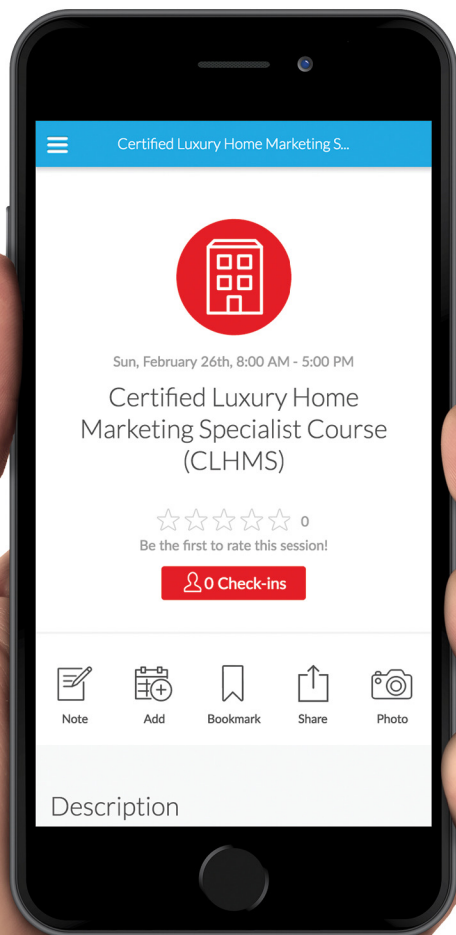 Certified Luxury Home Marketing S...
Sun, February 26th, 8:00 AM - 5:00 PM
Certified Luxury Home
Marketing Specialist Course
(CLHMS)
0
Be the first to rate this session!
0 Check-ins
Note
Add
Bookmark
Share
Photo
Description